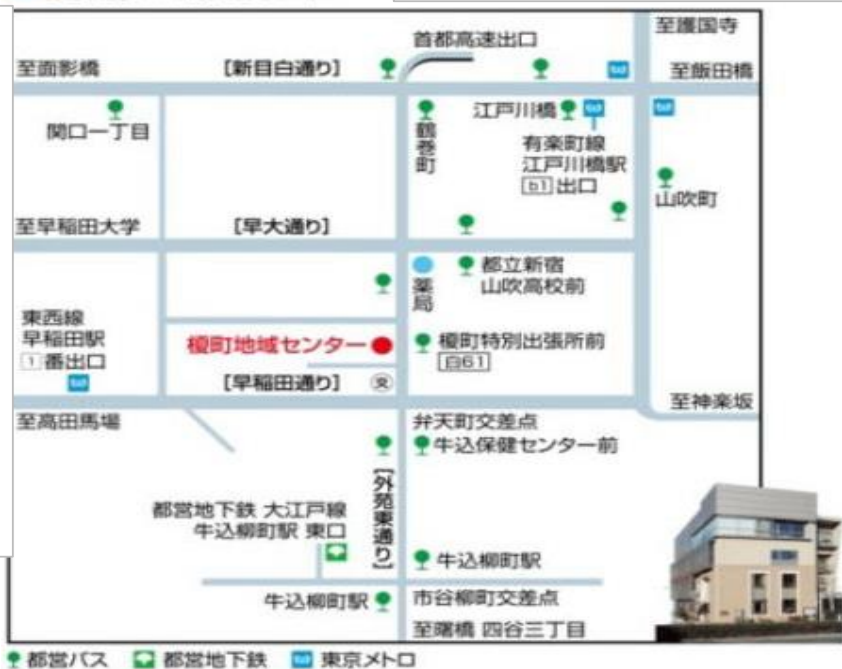 首都高速出口
至護国寺
至面影橋
[新目白通り]
至飯田橋
関口一丁目
鶴巻町
江戸川橋
有楽町線
江戸川橋駅
b1 出口
山吹町
至早稲田大学
[早大通り]
薬局
都立新宿
山吹高校前
東西線
早稲田駅
1 番出口
榎町地域センター
榎町特別出張所前
白61
[早稲田通り]
文
至神楽坂
至高田馬場
弁天町交差点
牛込保健センター前
[外苑東通り]
都営地下鉄 大江戸線
牛込柳町駅 東口
牛込柳町駅
牛込柳町駅
市谷柳町交差点
至曙橋 四谷三丁目
都営バス 都営地下鉄 東京メトロ